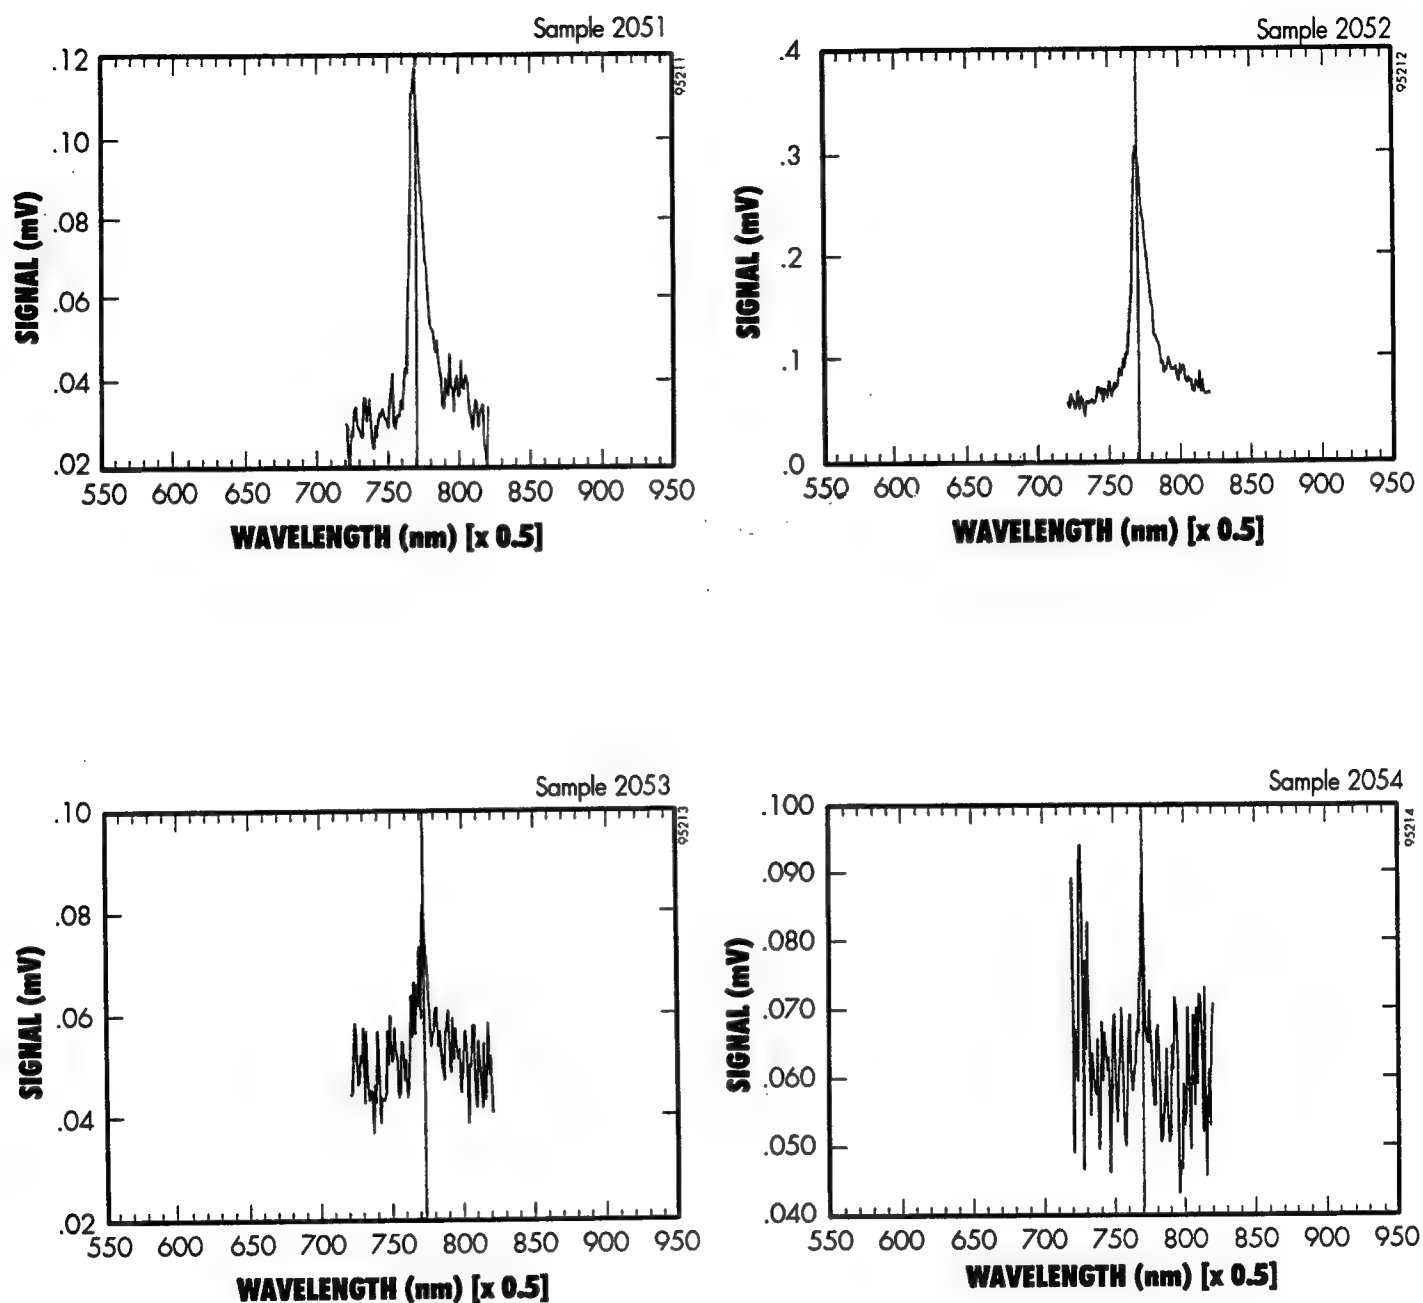 Sample 2051
.12
.10
.08
.06
.04
.02
SIGNAL (mV)
95211
550 600 650 700 750 800 850 900 950
WAVELENGTH (nm) [x 0.5]
Sample 2052
.4
.3
.2
.1
.0
SIGNAL (mV)
95212
550 600 650 700 750 800 850 900 950
WAVELENGTH (nm) [x 0.5]
Sample 2053
.10
.08
.06
.04
.02
SIGNAL (mV)
95213
550 600 650 700 750 800 850 900 950
WAVELENGTH (nm) [x 0.5]
Sample 2054
.100
.090
.080
.070
.060
.050
.040
SIGNAL (mV)
95214
550 600 650 700 750 800 850 900 950
WAVELENGTH (nm) [x 0.5]